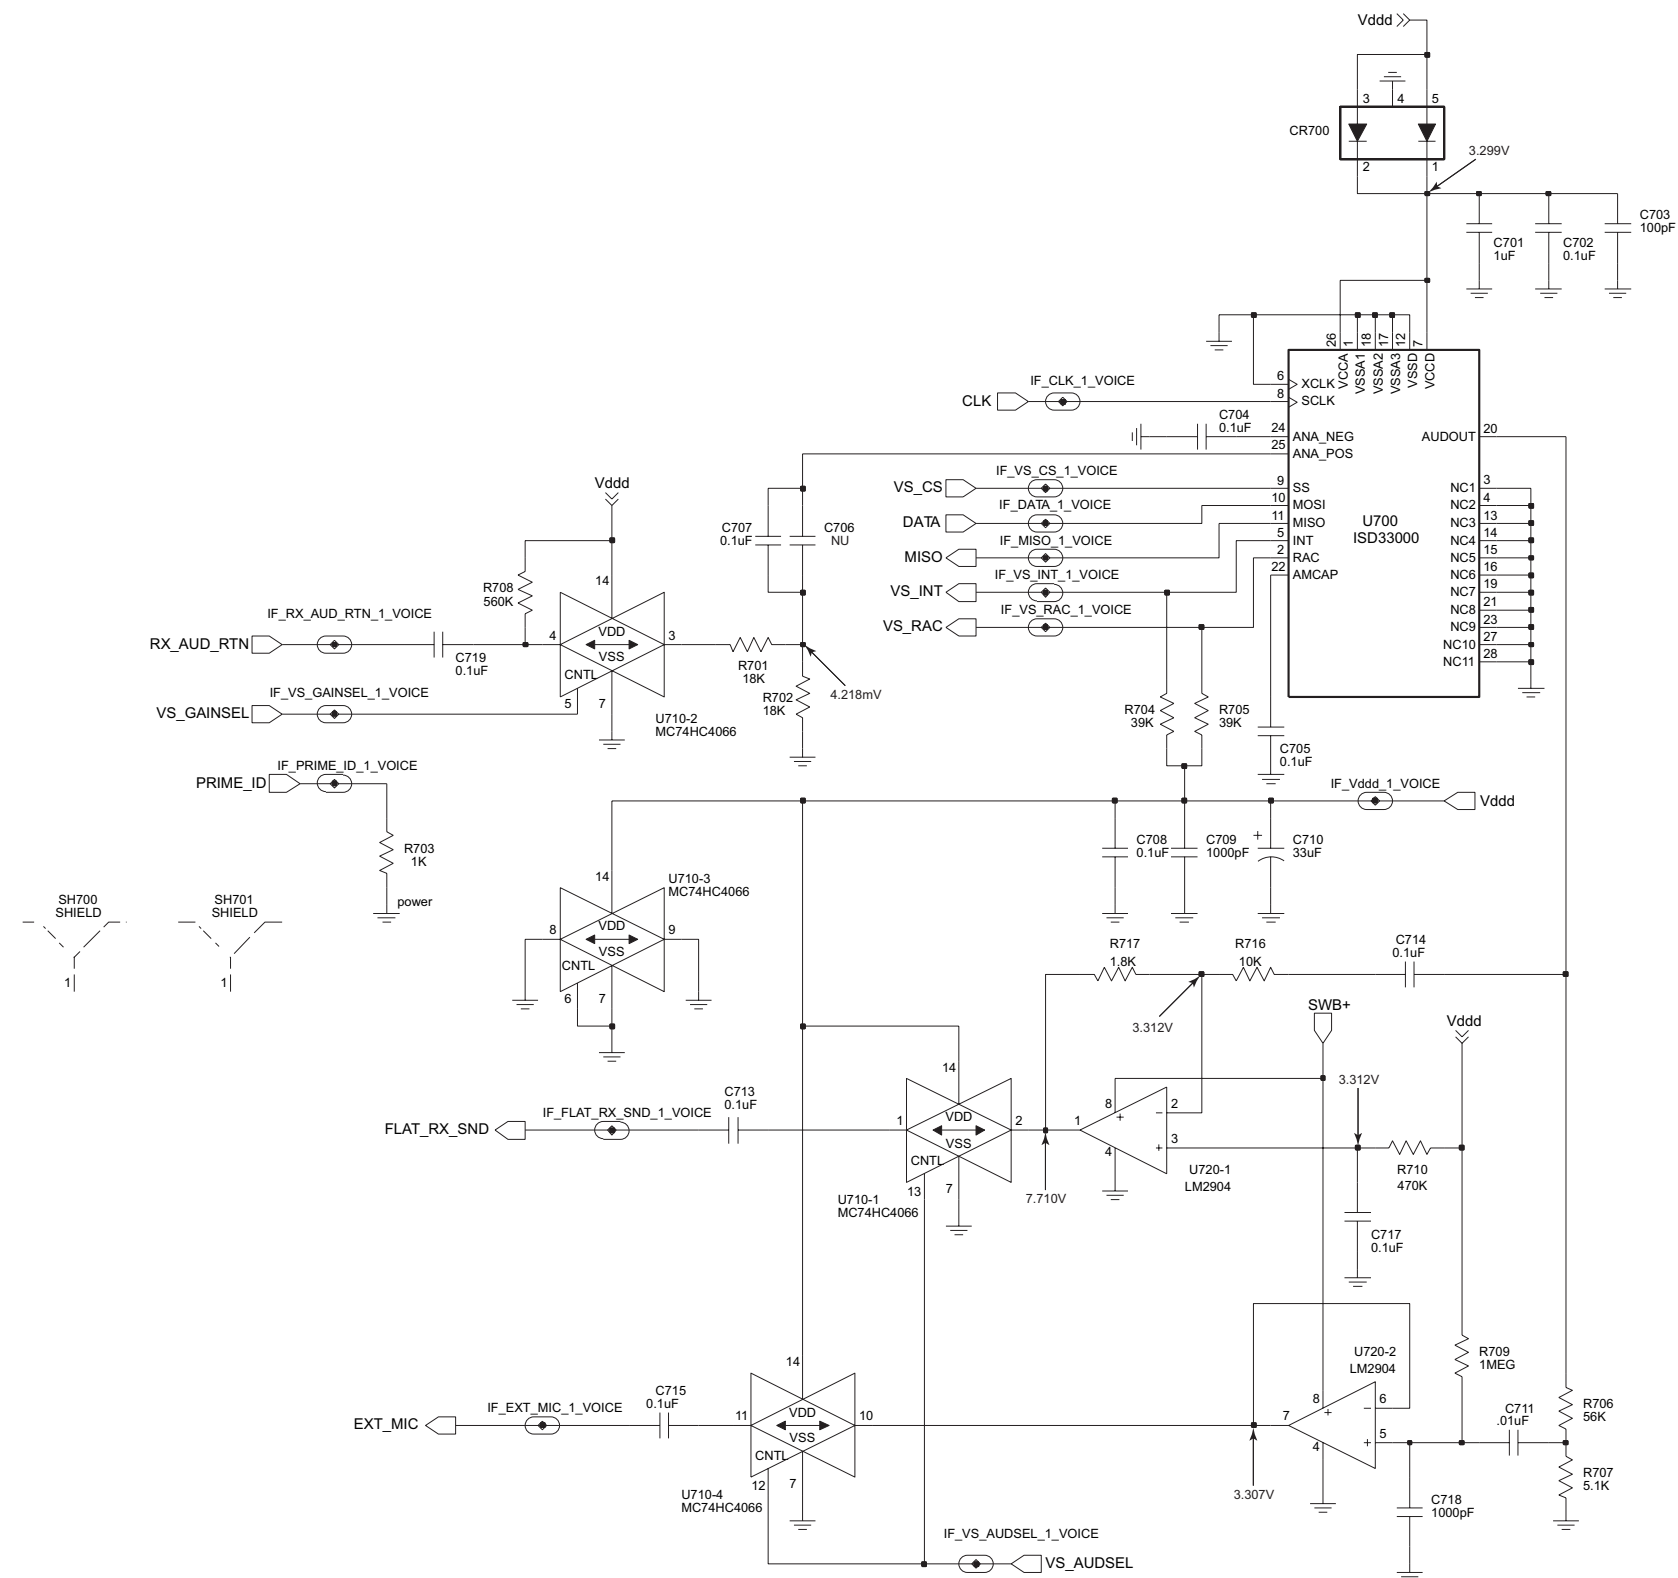 Vddd
3 4 5
CR700
2 1
3.299V
C701
1uF
C702
0.1uF
C703
100pF
26 1 18 17 12 7
VCCA VSSA1 VSSA2 VSSA3 VSSD VCCD
CLK
IF_CLK_1_VOICE
6 XCLK
8 SCLK
C704
0.1uF
24 ANA_NEG
25 ANA_POS
AUDOUT 20
VS_CS
IF_VS_CS_1_VOICE
9 SS
DATA
IF_DATA_1_VOICE
10 MOSI
MISO
IF_MISO_1_VOICE
11 MISO
VS_INT
IF_VS_INT_1_VOICE
5 INT
VS_RAC
IF_VS_RAC_1_VOICE
2 RAC
22 AMCAP
U700
ISD33000
NC1 3
NC2 4
NC3 13
NC4 14
NC5 15
NC6 16
NC7 19
NC8 21
NC9 23
NC10 27
NC11 28
Vddd
C707
0.1uF
C706
NU
R708
560K
14
IF_RX_AUD_RTN_1_VOICE
RX_AUD_RTN
C719
0.1uF
4
VDD
VSS
CNTL
3
5
7
R701
18K
R702
18K
4.218mV
IF_VS_GAINSEL_1_VOICE
VS_GAINSEL
U710-2
MC74HC4066
R704
39K
R705
39K
C705
0.1uF
IF_PRIME_ID_1_VOICE
PRIME_ID
R703
1K
power
IF_Vddd_1_VOICE
Vddd
C708
0.1uF
C709
1000pF
+
C710
33uF
SH700
SHIELD
1
SH701
SHIELD
1
14
U710-3
MC74HC4066
8
VDD
VSS
CNTL
9
6
7
R717
1.8K
R716
10K
C714
0.1uF
3.312V
SWB+
Vddd
3.312V
14
C713
0.1uF
IF_FLAT_RX_SND_1_VOICE
FLAT_RX_SND
1
VDD
VSS
CNTL
2
13
7
U710-1
MC74HC4066
7.710V
1
8
+
−
2
+
3
4
U720-1
LM2904
R710
470K
C717
0.1uF
U720-2
LM2904
R709
1MEG
R706
56K
14
C715
0.1uF
IF_EXT_MIC_1_VOICE
EXT_MIC
11
VDD
VSS
CNTL
10
12
7
U710-4
MC74HC4066
3.307V
7
8
+
−
6
+
5
4
C711
.01uF
R707
5.1K
C718
1000pF
IF_VS_AUDSEL_1_VOICE
VS_AUDSEL